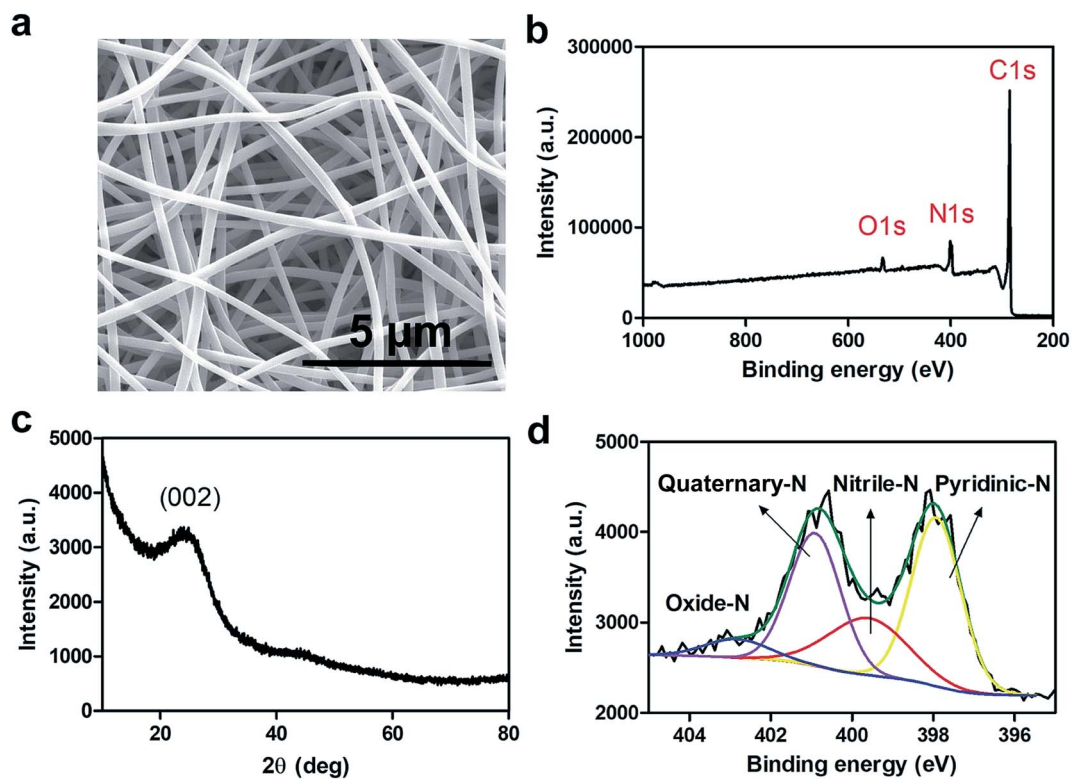 a
5 µm
b
300000
200000
100000
0
1000
800
600
400
200
Intensity (a.u.)
Binding energy (eV)
O1s
N1s
C1s
c
5000
4000
3000
2000
1000
0
20
40
60
80
Intensity (a.u.)
2θ (deg)
(002)
d
5000
4000
3000
2000
404
402
400
398
396
Intensity (a.u.)
Binding energy (eV)
Quaternary-N
Nitrile-N
Pyridinic-N
Oxide-N